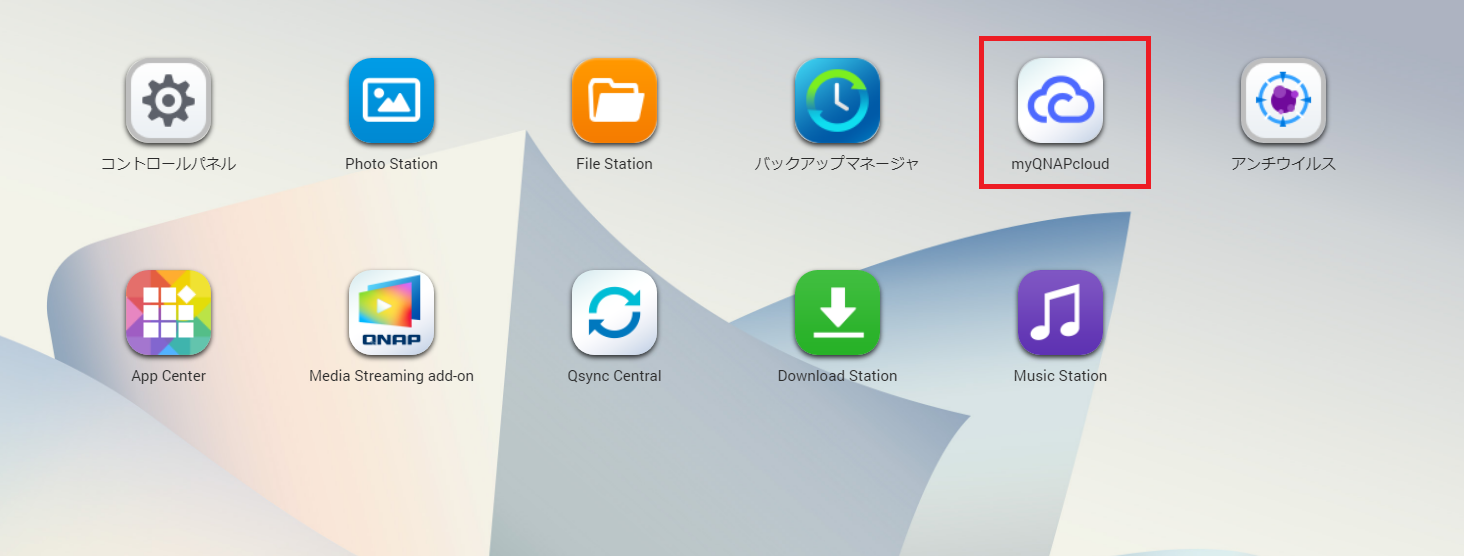 コントロールパネル
Photo Station
File Station
バックアップマネージャ
myQNAPcloud
アンチウイルス
QNAP
App Center
Media Streaming add-on
Qsync Central
Download Station
Music Station